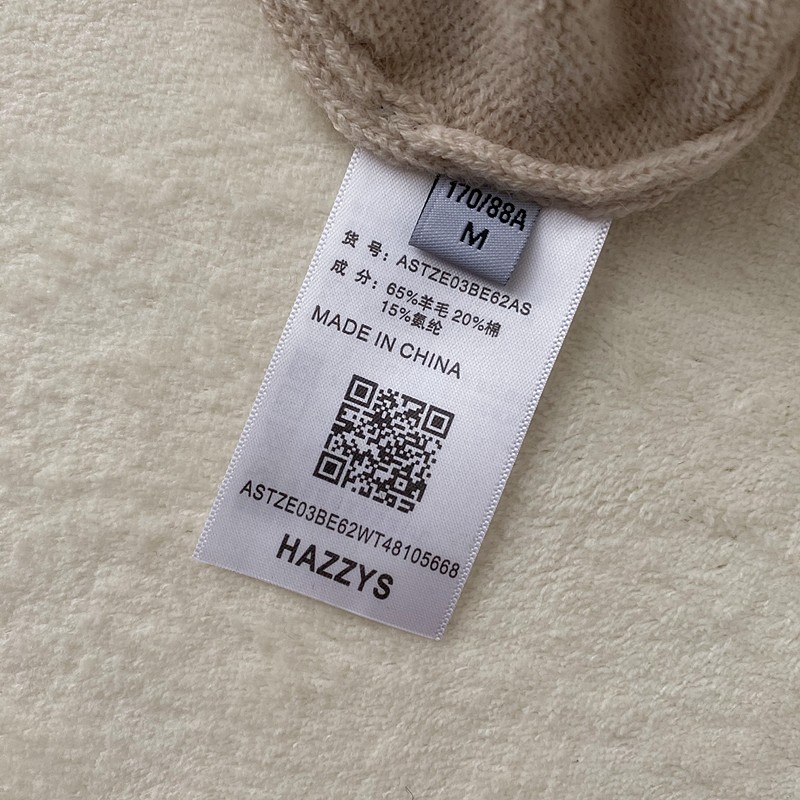 170/88A
M
货 号：ASTZE03BE62AS
成 分：65%羊毛 20%棉
15%氨纶
MADE IN CHINA
ASTZE03BE62WT48105668
HAZZYS